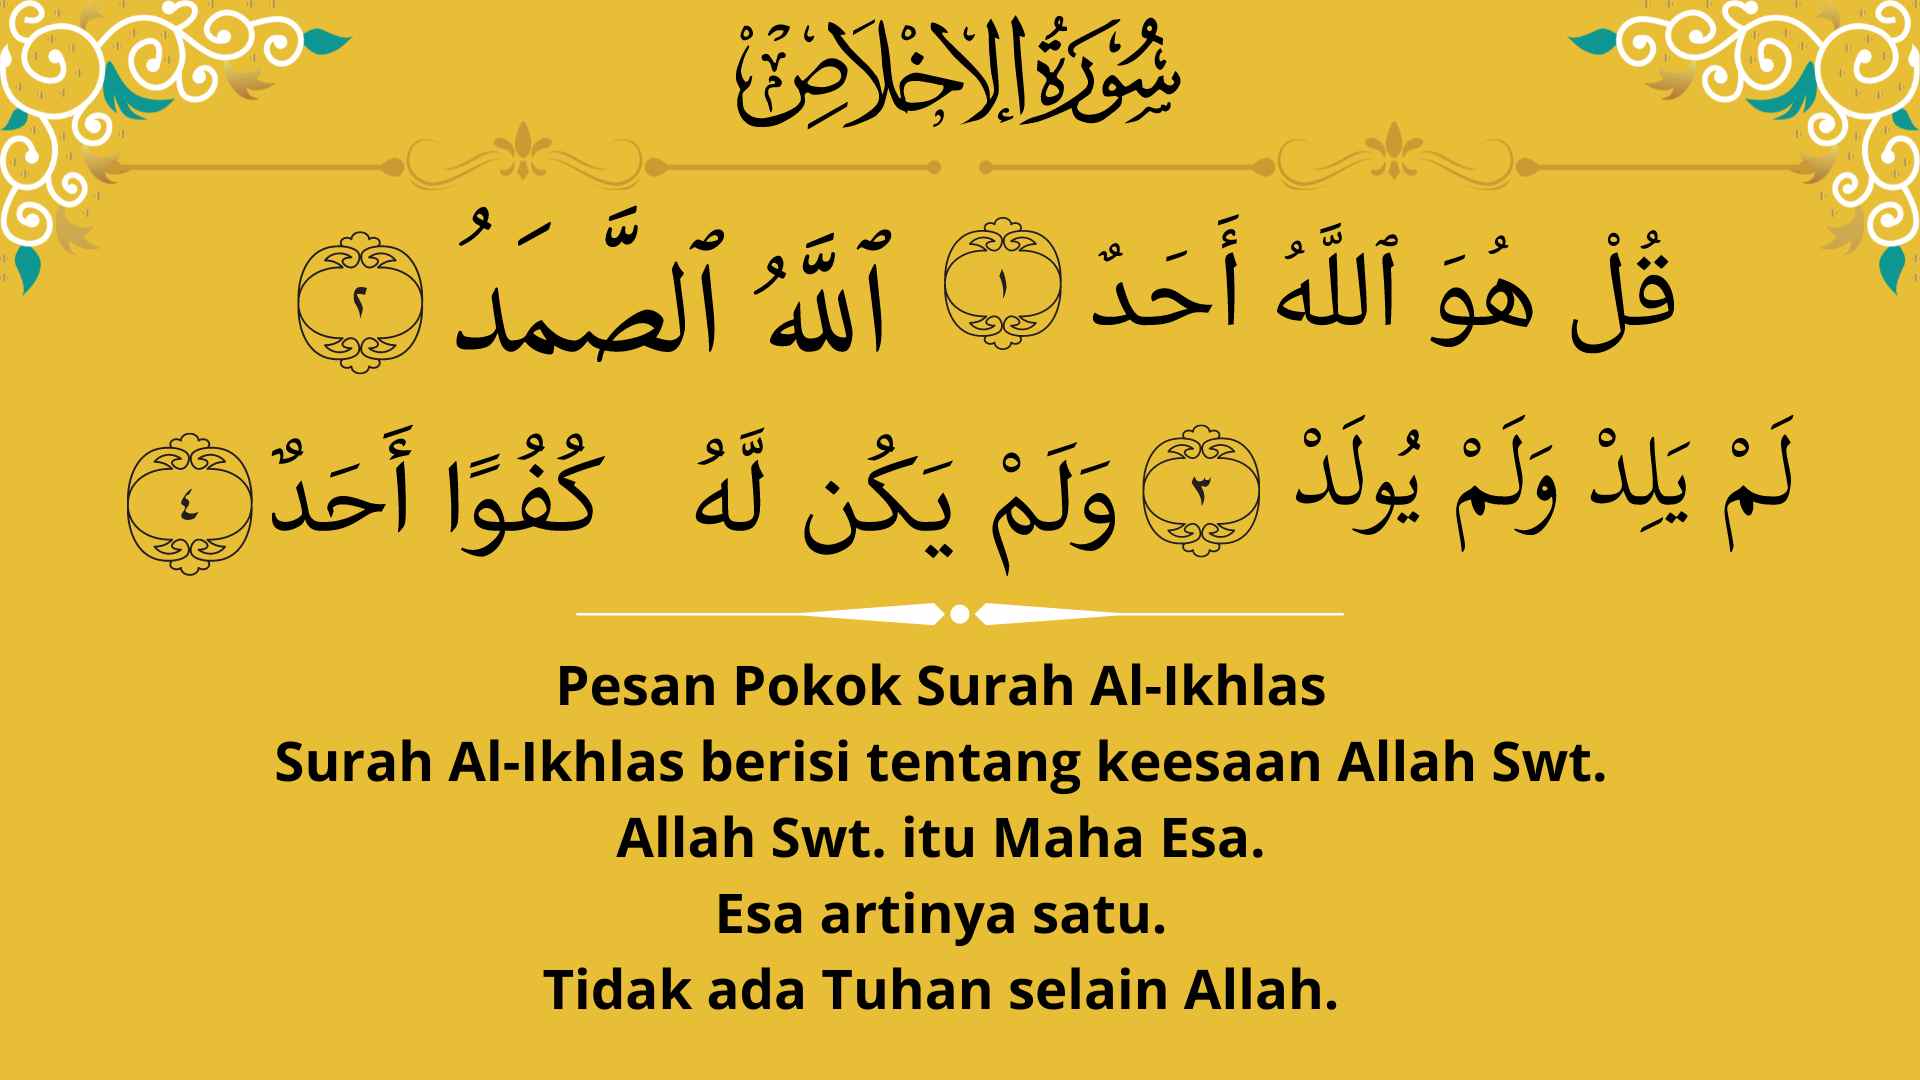 سُورَةُ الإِخْلَاصِ
قُلْ هُوَ ٱللَّهُ أَحَدٌ ١ ٱللَّهُ ٱلصَّمَدُ ٢
لَمْ يَلِدْ وَلَمْ يُولَدْ ٣ وَلَمْ يَكُن لَّهُ كُفُوًا أَحَدٌ ٤
Pesan Pokok Surah Al-Ikhlas
Surah Al-Ikhlas berisi tentang keesaan Allah Swt.
Allah Swt. itu Maha Esa.
Esa artinya satu.
Tidak ada Tuhan selain Allah.